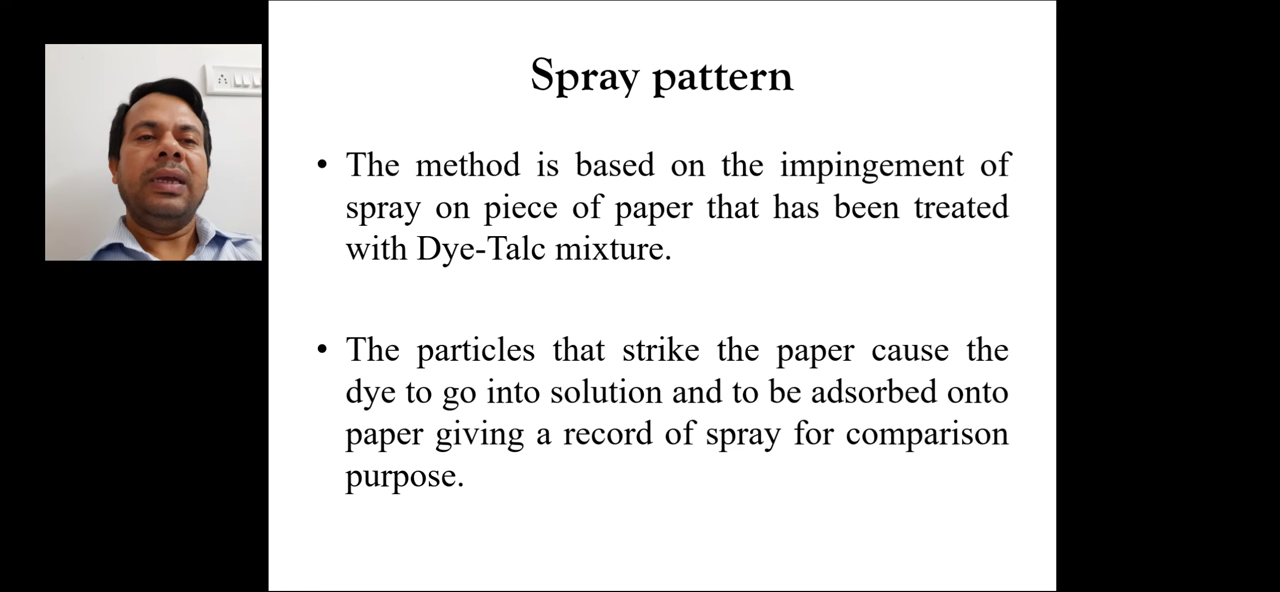 Spray pattern
• The method is based on the impingement of
spray on piece of paper that has been treated
with Dye-Talc mixture.
• The particles that strike the paper cause the
dye to go into solution and to be adsorbed onto
paper giving a record of spray for comparison
purpose.